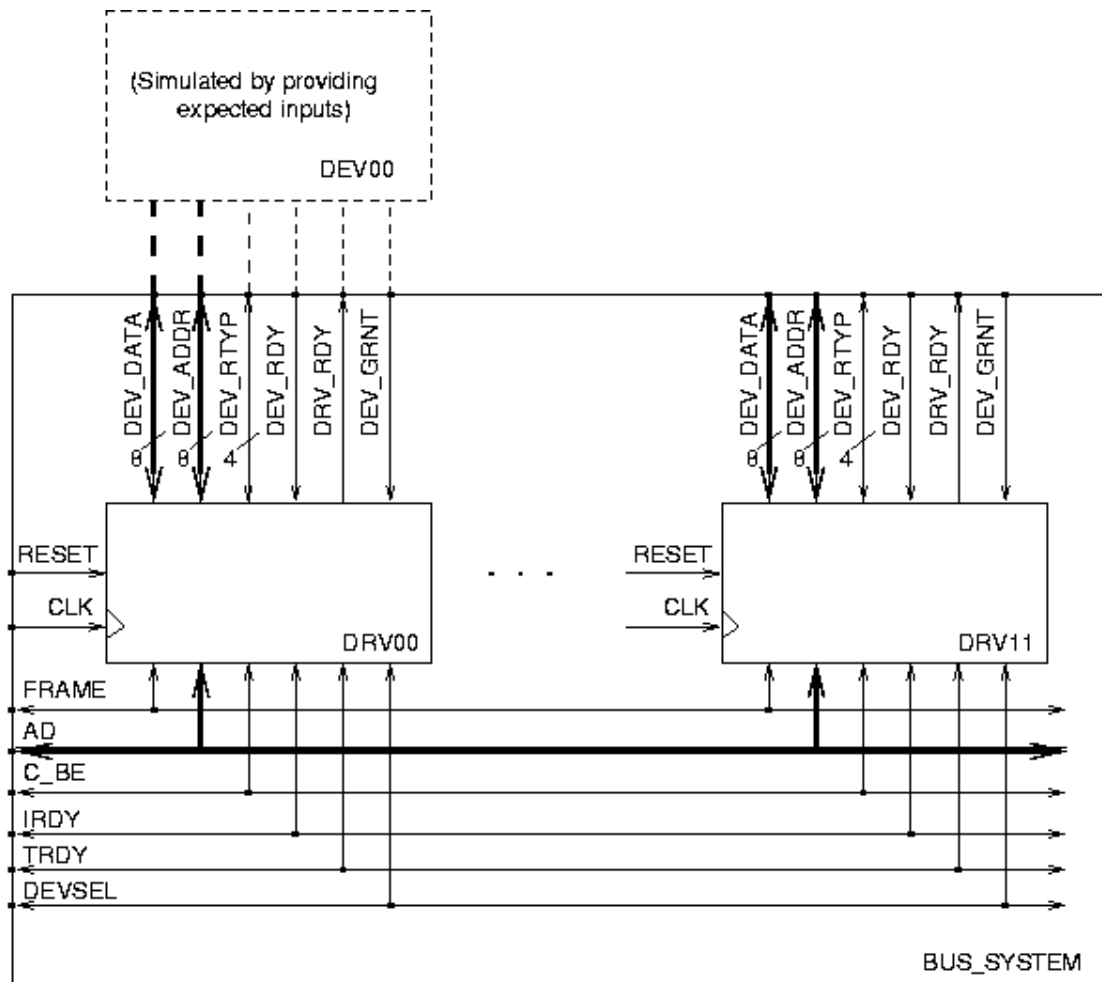 (Simulated by providing
expected inputs)
DEV00
DEV_DATA
DEV_ADDR
DEV_RTYP
DEV_RDY
DRV_RDY
DEV_GRNT
8
8
4
DEV_DATA
DEV_ADDR
DEV_RTYP
DEV_RDY
DRV_RDY
DEV_GRNT
8
8
4
RESET
CLK
DRV00
. . .
RESET
CLK
DRV11
FRAME
AD
C_BE
IRDY
TRDY
DEVSEL
BUS_SYSTEM